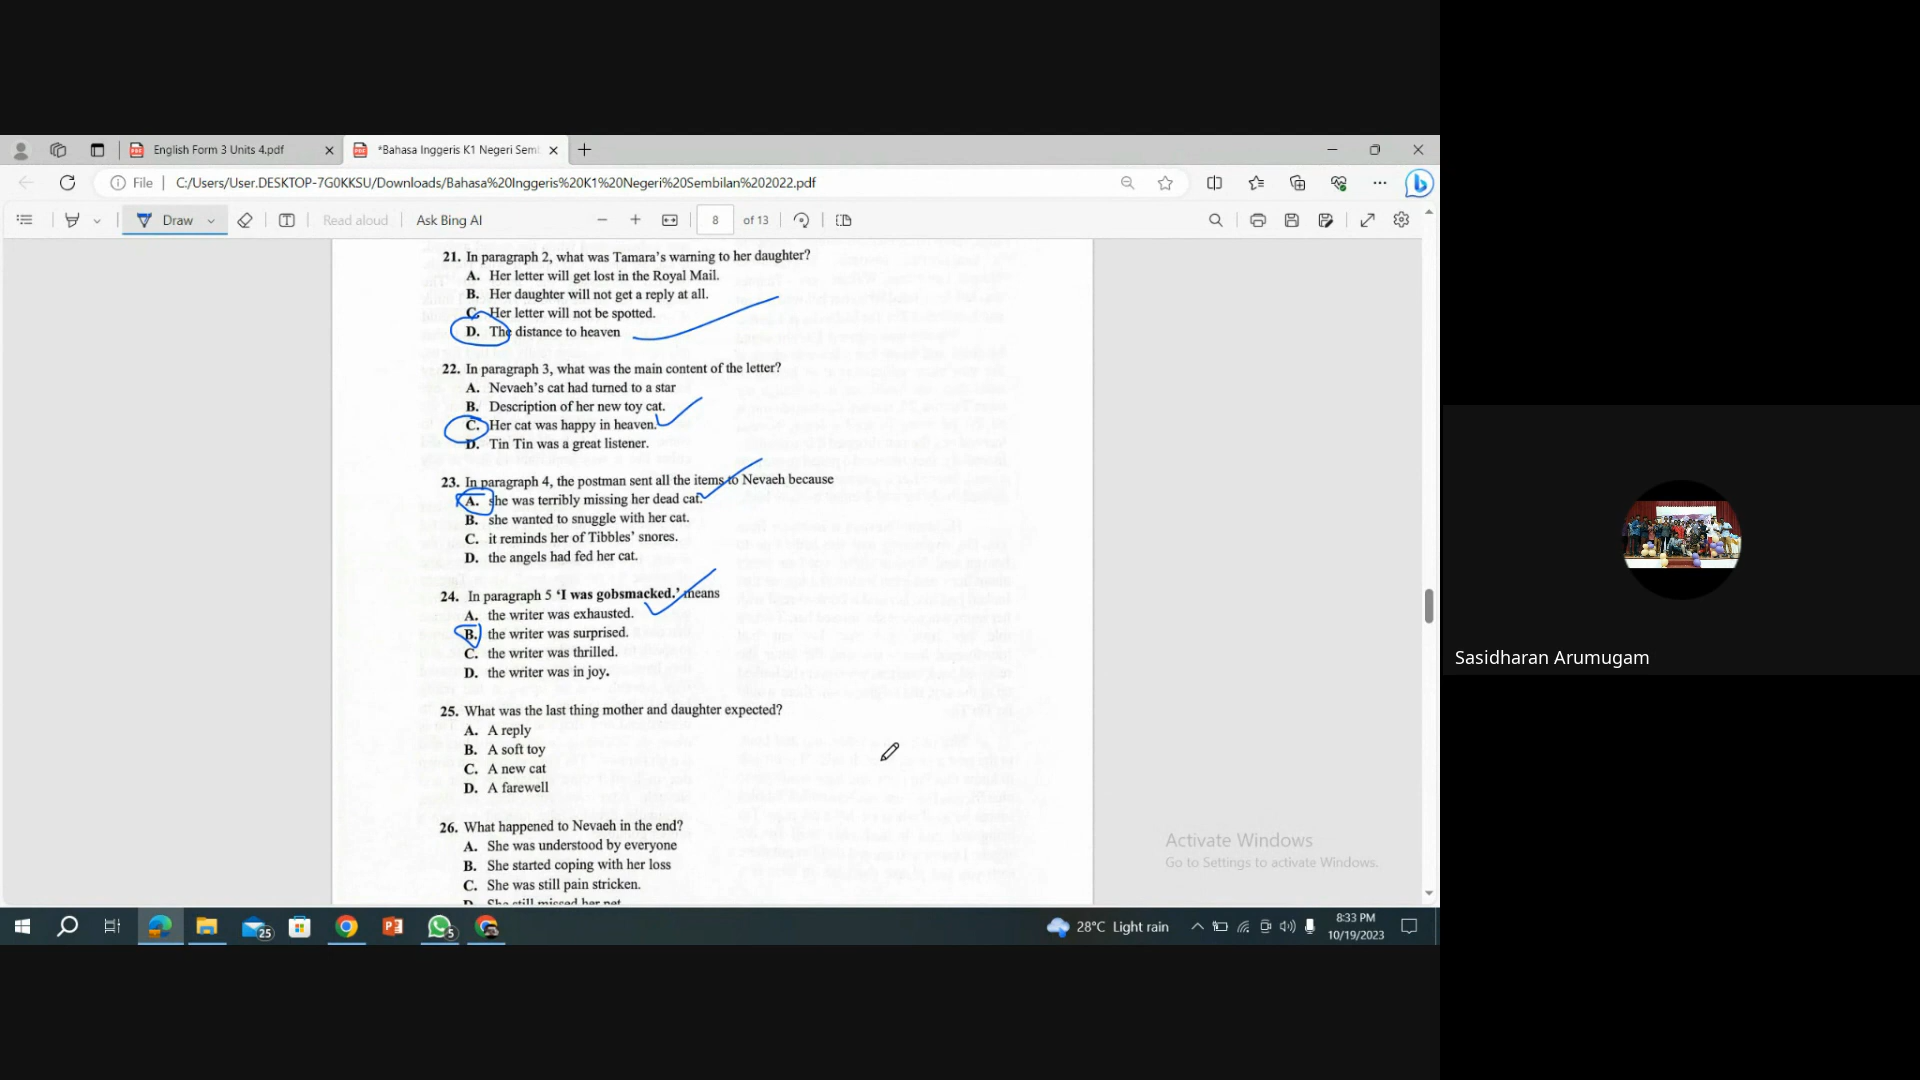 English Form 3 Units 4.pdf
*Bahasa Inggeris K1 Negeri Sem
File
C:/Users/User.DESKTOP-7G0KKSU/Downloads/Bahasa%20Inggeris%20K1%20Negeri%20Sembilan%202022.pdf
Draw
Read aloud
Ask Bing AI
8
of 13
21. In paragraph 2, what was Tamara's warning to her daughter?
A. Her letter will get lost in the Royal Mail.
B. Her daughter will not get a reply at all.
C. Her letter will not be spotted.
D. The distance to heaven
22. In paragraph 3, what was the main content of the letter?
A. Nevaeh's cat had turned to a star
B. Description of her new toy cat.
C. Her cat was happy in heaven.
D. Tin Tin was a great listener.
23. In paragraph 4, the postman sent all the items to Nevaeh because
A. she was terribly missing her dead cat.
B. she wanted to snuggle with her cat.
C. it reminds her of Tibbles' snores.
D. the angels had fed her cat.
24. In paragraph 5 'I was gobsmacked.' means
A. the writer was exhausted.
B. the writer was surprised.
C. the writer was thrilled.
D. the writer was in joy.
25. What was the last thing mother and daughter expected?
A. A reply
B. A soft toy
C. A new cat
D. A farewell
26. What happened to Nevaeh in the end?
A. She was understood by everyone
B. She started coping with her loss
C. She was still pain stricken.
D. She still missed her pet
Activate Windows
Go to Settings to activate Windows.
Sasidharan Arumugam
25
5
28°C Light rain
8:33 PM
10/19/2023